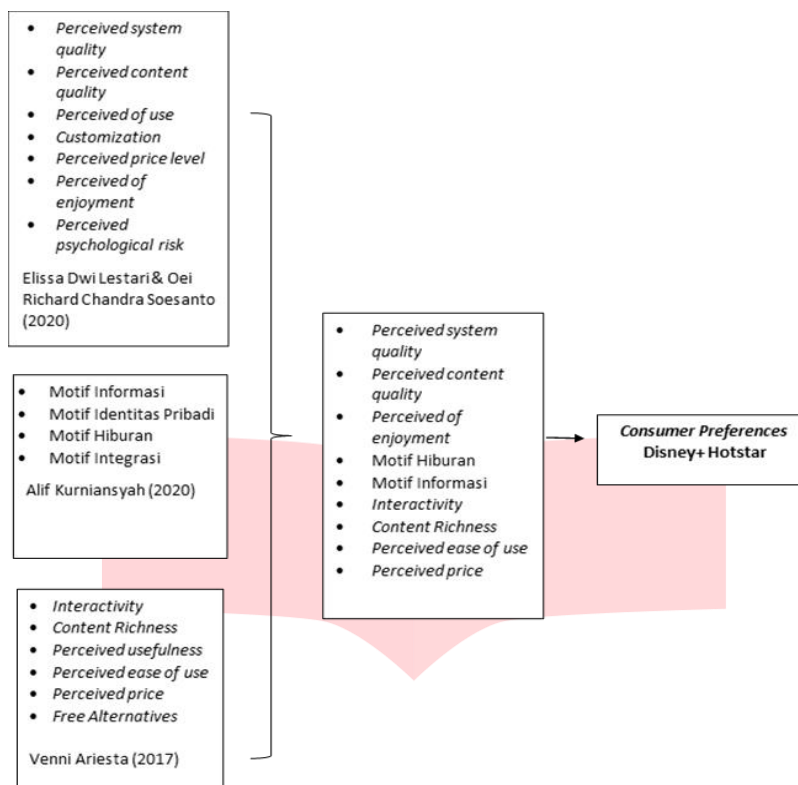 • Perceived system
quality
• Perceived content
quality
• Perceived of use
• Customization
• Perceived price level
• Perceived of
enjoyment
• Perceived
psychological risk
Elissa Dwi Lestari & Oei
Richard Chandra Soesanto
(2020)
• Motif Informasi
• Motif Identitas Pribadi
• Motif Hiburan
• Motif Integrasi
Alif Kurniansyah (2020)
• Interactivity
• Content Richness
• Perceived usefulness
• Perceived ease of use
• Perceived price
• Free Alternatives
Venni Ariesta (2017)
• Perceived system
quality
• Perceived content
quality
• Perceived of
enjoyment
• Motif Hiburan
• Motif Informasi
• Interactivity
• Content Richness
• Perceived ease of use
• Perceived price
Consumer Preferences
Disney+ Hotstar